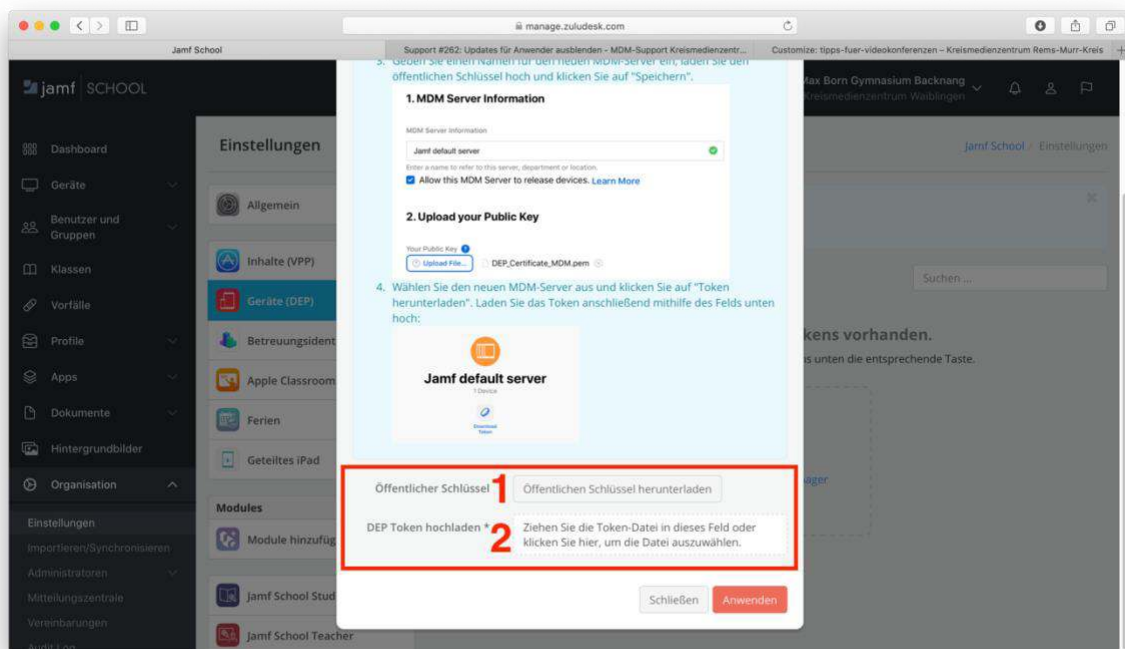 manage.zuludesk.com
Jamf School
Support #262: Updates für Anwender ausblenden - MDM-Support Kreismedienzentr...
Customize: tipps-fuer-videokonferenzen – Kreismedienzentrum Rems-Murr-Kreis
jamf SCHOOL
Max Born Gymnasium Backnang
Kreismedienzentrum Waiblingen
Dashboard
Geräte
Benutzer und
Gruppen
Klassen
Vorfälle
Profile
Apps
Dokumente
Hintergrundbilder
Organisation
Einstellungen
Importieren/Synchronisieren
Administratoren
Mitteilungszentrale
Vereinbarungen
Audit Log
Einstellungen
Jamf School / Einstellungen
Allgemein
Inhalte (VPP)
Geräte (DEP)
Betreuungsident
Apple Classroom
Ferien
Geteiltes iPad
Modules
Module hinzufüg
Jamf School Stud
Jamf School Teacher
3. Geben Sie einen Namen für den neuen MDM-Server ein, laden Sie den
öffentlichen Schlüssel hoch und klicken Sie auf "Speichern".
1. MDM Server Information
MDM Server Information
Jamf default server
Enter a name to refer to this server, department or location.
Allow this MDM Server to release devices. Learn More
2. Upload your Public Key
Your Public Key ?
Upload File...
DEP_Certificate_MDM.pem
4. Wählen Sie den neuen MDM-Server aus und klicken Sie auf "Token
herunterladen". Laden Sie das Token anschließend mithilfe des Felds unten
hoch:
Jamf default server
1 Device
Download
Token
Öffentlicher Schlüssel
1
Öffentlichen Schlüssel herunterladen
DEP Token hochladen *
2
Ziehen Sie die Token-Datei in dieses Feld oder
klicken Sie hier, um die Datei auszuwählen.
Schließen
Anwenden
Suchen ...
kens vorhanden.
s unten die entsprechende Taste.
ager